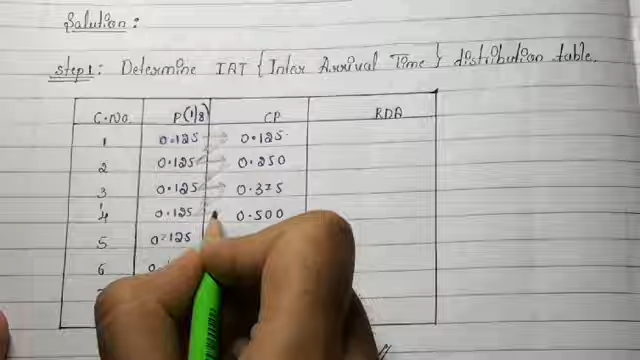 Solution:
Step1: Determine IAT {Inter Arrival Time} distribution table.
C.No. P(1/8) CP RDA
1 0.125 0.125
2 0.125 0.250
3 0.125 0.375
4 0.125 0.500
5 0.125
6